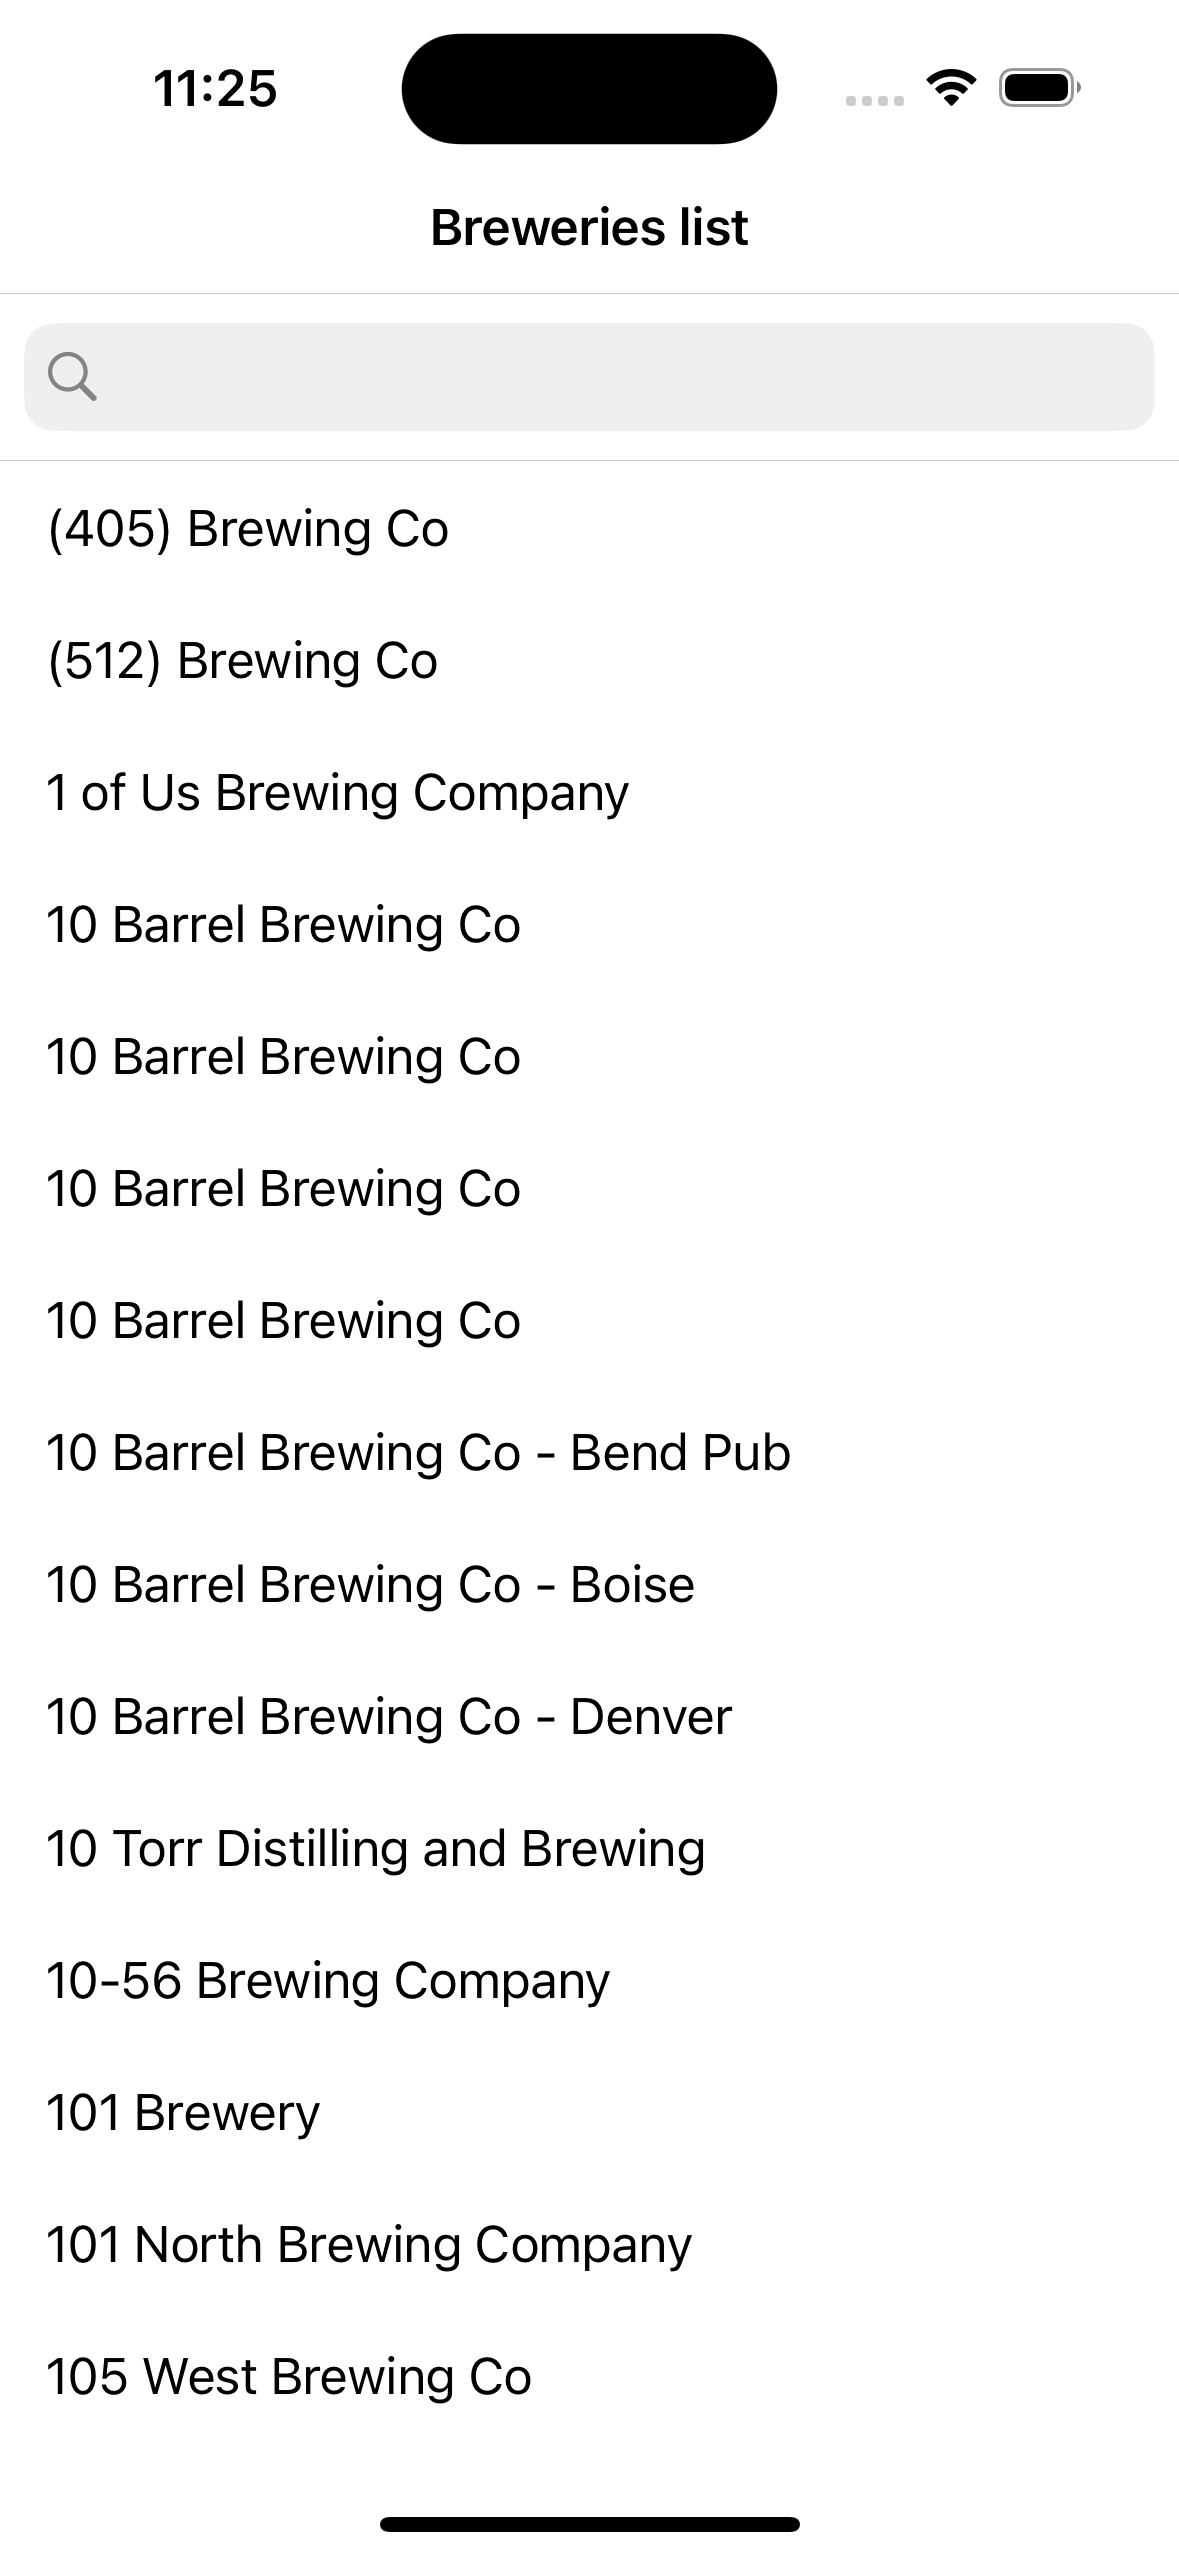 11:25
Breweries list
(405) Brewing Co
(512) Brewing Co
1 of Us Brewing Company
10 Barrel Brewing Co
10 Barrel Brewing Co
10 Barrel Brewing Co
10 Barrel Brewing Co
10 Barrel Brewing Co - Bend Pub
10 Barrel Brewing Co - Boise
10 Barrel Brewing Co - Denver
10 Torr Distilling and Brewing
10-56 Brewing Company
101 Brewery
101 North Brewing Company
105 West Brewing Co